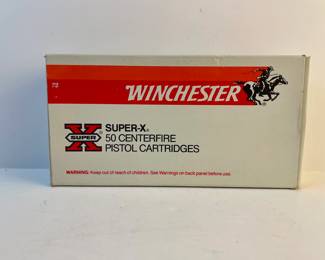 WINCHESTER
SUPER-X®
SUPER
X
50 CENTERFIRE
PISTOL CARTRIDGES
WARNING: Keep out of reach of children. See Warnings on back panel before use.